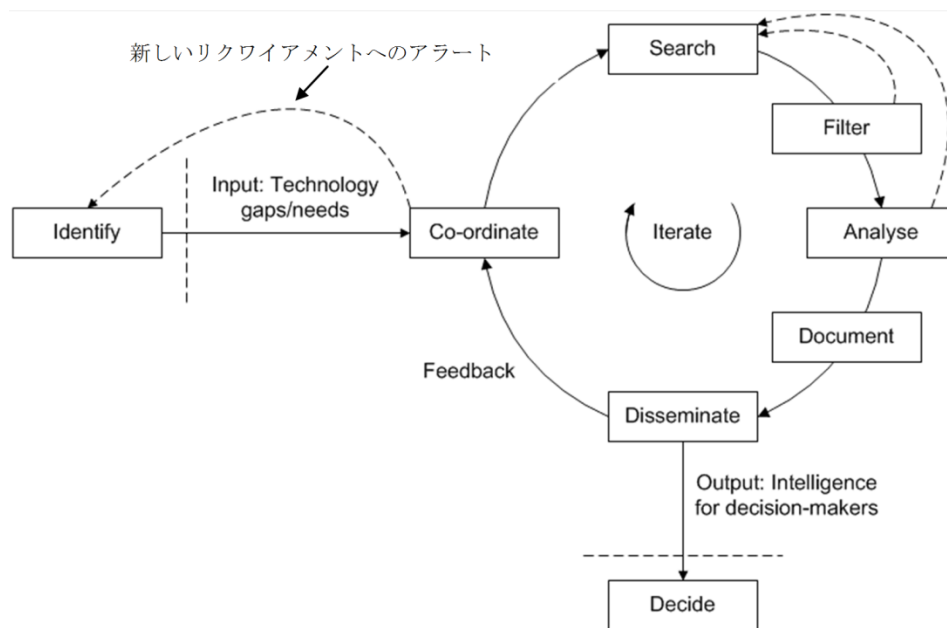 新しいリクワイアメントへのアラート
Search
Filter
Input: Technology
gaps/needs
Identify
Co-ordinate
Iterate
Analyse
Document
Feedback
Disseminate
Output: Intelligence
for decision-makers
Decide